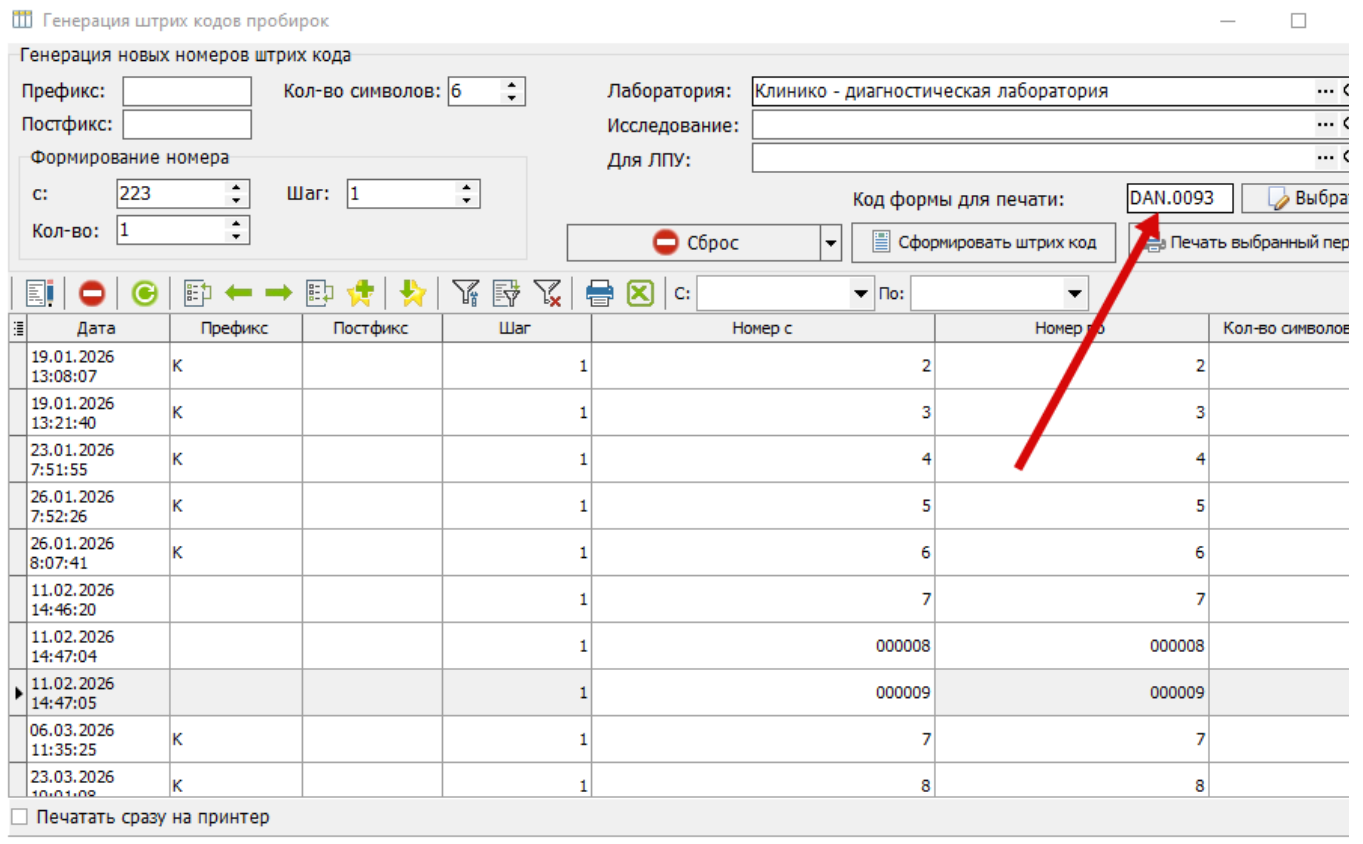 Генерация штрих кодов пробирок
Генерация новых номеров штрих кода
Префикс: Кол-во символов: 6 Лаборатория: Клинико - диагностическая лаборатория ...
Постфикс: Исследование: ...
Формирование номера Для ЛПУ: ...
с: 223 Шаг: 1 Код формы для печати: DAN.0093 Выбра
Кол-во: 1 Сброс Сформировать штрих код Печать выбранный пер
С: По:
Дата Префикс Постфикс Шаг Номер с Номер по Кол-во символов
19.01.2026
13:08:07 К 1 2 2
19.01.2026
13:21:40 К 1 3 3
23.01.2026
7:51:55 К 1 4 4
26.01.2026
7:52:26 К 1 5 5
26.01.2026
8:07:41 К 1 6 6
11.02.2026
14:46:20 1 7 7
11.02.2026
14:47:04 1 000008 000008
11.02.2026
14:47:05 1 000009 000009
06.03.2026
11:35:25 К 1 7 7
23.03.2026
К 1 8 8
Печатать сразу на принтер